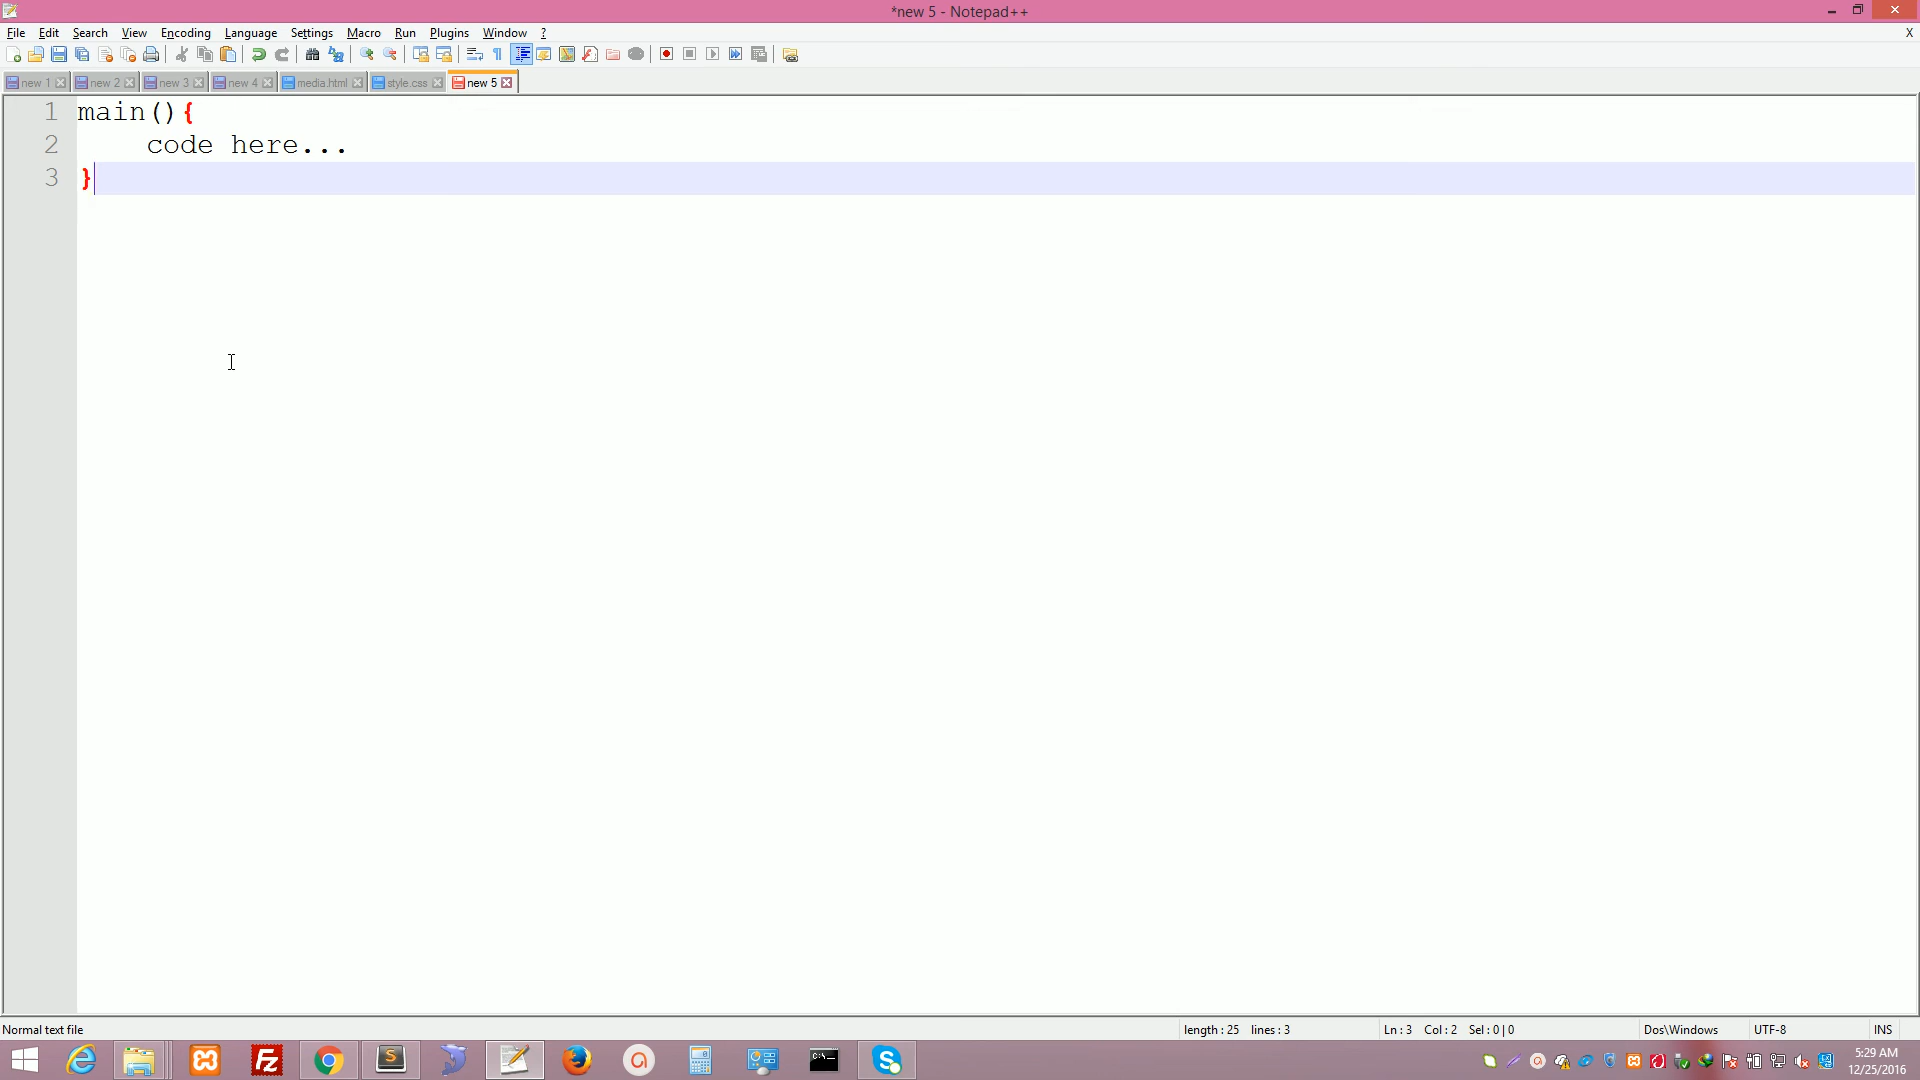 *new 5 - Notepad++
File Edit Search View Encoding Language Settings Macro Run Plugins Window ? X
new 1 new 2 new 3 new 4 media.html style.css new 5
1 main(){
2 code here...
3 }
Normal text file length : 25 lines : 3 Ln : 3 Col : 2 Sel : 0 | 0 Dos\Windows UTF-8 INS
5:29 AM
12/25/2016